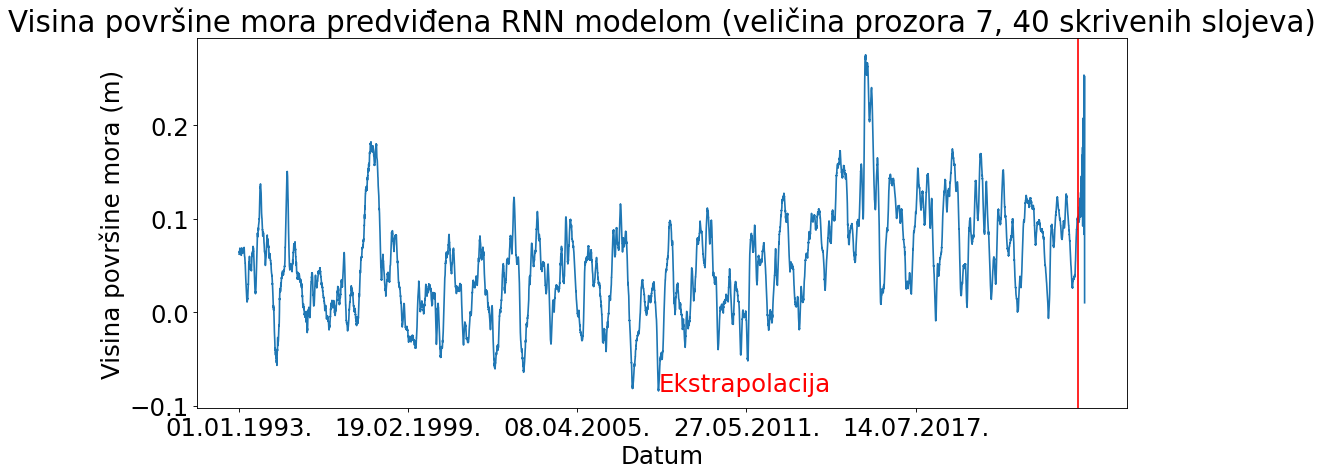 Visina površine mora predviđena RNN modelom (veličina prozora 7, 40 skrivenih slojeva)
Visina površine mora (m)
0.2
0.1
0.0
−0.1
Ekstrapolacija
01.01.1993. 19.02.1999. 08.04.2005. 27.05.2011. 14.07.2017.
Datum